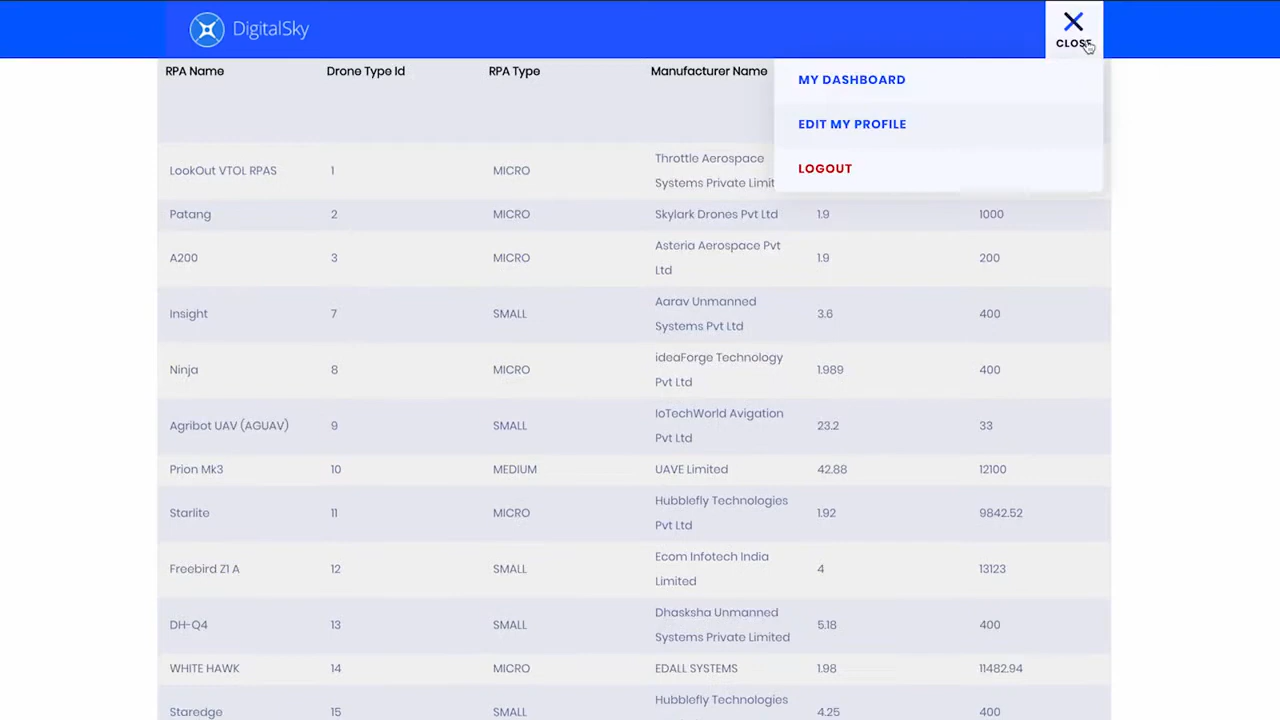 DigitalSky
CLOSE
MY DASHBOARD
EDIT MY PROFILE
LOGOUT
RPA Name Drone Type Id RPA Type Manufacturer Name
LookOut VTOL RPAS 1 MICRO Throttle Aerospace
Systems Private Limit
Patang 2 MICRO Skylark Drones Pvt Ltd 1.9 1000
A200 3 MICRO Asteria Aerospace Pvt
Ltd 1.9 200
Insight 7 SMALL Aarav Unmanned
Systems Pvt Ltd 3.6 400
Ninja 8 MICRO ideaForge Technology
Pvt Ltd 1.989 400
Agribot UAV (AGUAV) 9 SMALL IoTechWorld Avigation
Pvt Ltd 23.2 33
Prion Mk3 10 MEDIUM UAVE Limited 42.88 12100
Starlite 11 MICRO Hubblefly Technologies
Pvt Ltd 1.92 9842.52
Freebird Z1 A 12 SMALL Ecom Infotech India
Limited 4 13123
DH-Q4 13 SMALL Dhasksha Unmanned
Systems Private Limited 5.18 400
WHITE HAWK 14 MICRO EDALL SYSTEMS 1.98 11482.94
Staredge 15 SMALL Hubblefly Technologies 4.25 400